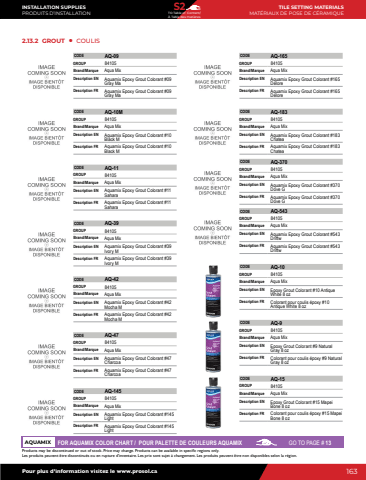 INSTALLATION SUPPLIES
PRODUITS D'INSTALLATION
TILE SETTING MATERIALS
MATÉRIAUX DE POSE DE CÉRAMIQUE
2.13.2 GROUT ■ COULIS
IMAGE
COMING SOON
IMAGE BIENTÔT
DISPONIBLE
CODE AQ-09
GROUP 84105
Brand/Marque Aqua Mix
Description EN Aquamix Epoxy Grout Colorant #09
Gray Ma
Description FR Aquamix Epoxy Grout Colorant #09
Gray Ma
IMAGE
COMING SOON
IMAGE BIENTÔT
DISPONIBLE
CODE AQ-10M
GROUP 84105
Brand/Marque Aqua Mix
Description EN Aquamix Epoxy Grout Colorant #10
Black M
Description FR Aquamix Epoxy Grout Colorant #10
Black M
IMAGE
COMING SOON
IMAGE BIENTÔT
DISPONIBLE
CODE AQ-11
GROUP 84105
Brand/Marque Aqua Mix
Description EN Aquamix Epoxy Grout Colorant #11
Sahara
Description FR Aquamix Epoxy Grout Colorant #11
Sahara
IMAGE
COMING SOON
IMAGE BIENTÔT
DISPONIBLE
CODE AQ-39
GROUP 84105
Brand/Marque Aqua Mix
Description EN Aquamix Epoxy Grout Colorant #39
Ivory M
Description FR Aquamix Epoxy Grout Colorant #39
Ivory M
IMAGE
COMING SOON
IMAGE BIENTÔT
DISPONIBLE
CODE AQ-42
GROUP 84105
Brand/Marque Aqua Mix
Description EN Aquamix Epoxy Grout Colorant #42
Mocha M
Description FR Aquamix Epoxy Grout Colorant #42
Mocha M
IMAGE
COMING SOON
IMAGE BIENTÔT
DISPONIBLE
CODE AQ-47
GROUP 84105
Brand/Marque Aqua Mix
Description EN Aquamix Epoxy Grout Colorant #47
Description FR Aquamix Epoxy Grout Colorant #47
IMAGE
COMING SOON
IMAGE BIENTÔT
DISPONIBLE
CODE AQ-145
GROUP 84105
Brand/Marque Aqua Mix
Description EN Aquamix Epoxy Grout Colorant #145
Light
Description FR Aquamix Epoxy Grout Colorant #145
Light
IMAGE
COMING SOON
IMAGE BIENTÔT
DISPONIBLE
CODE AQ-165
GROUP 84105
Brand/Marque Aqua Mix
Description EN Aquamix Epoxy Grout Colorant #165
Description FR Aquamix Epoxy Grout Colorant #165
IMAGE
COMING SOON
IMAGE BIENTÔT
DISPONIBLE
CODE AQ-183
GROUP 84105
Brand/Marque Aqua Mix
Description EN Aquamix Epoxy Grout Colorant #183
Description FR Aquamix Epoxy Grout Colorant #183
IMAGE
COMING SOON
IMAGE BIENTÔT
DISPONIBLE
CODE AQ-370
GROUP 84105
Brand/Marque Aqua Mix
Description EN Aquamix Epoxy Grout Colorant #370
Dove G
Description FR Aquamix Epoxy Grout Colorant #370
Dove G
IMAGE
COMING SOON
IMAGE BIENTÔT
DISPONIBLE
CODE AQ-543
GROUP 84105
Brand/Marque Aqua Mix
Description EN Aquamix Epoxy Grout Colorant #543
Driftw
Description FR Aquamix Epoxy Grout Colorant #543
Driftw
CODE AQ-10
GROUP 84105
Brand/Marque Aqua Mix
Description EN Epoxy Grout Colorant #10 Antique
White 8 oz
Description FR Colorant pour coulis époxy #10
Antique White 8 oz
CODE AQ-9
GROUP 84105
Brand/Marque Aqua Mix
Description EN Epoxy Grout Colorant #9 Natural
Gray 8 oz
Description FR Colorant pour coulis époxy #9 Natural
Gray 8 oz
CODE AQ-15
GROUP 84105
Brand/Marque Aqua Mix
Description EN Epoxy Grout Colorant #15 Mapei
Bone 8 oz
Description FR Colorant pour coulis époxy #15 Mapei
Bone 8 oz
AQUAMIX FOR AQUAMIX COLOR CHART / POUR PALETTE DE COULEURS AQUAMIX GO TO PAGE # 13
Products may be discontinued or out of stock. Price may change. Products can be available in specific regions only.
Les produits peuvent être discontinués ou en rupture d'inventaire. Les prix sont sujet à changement. Les produits peuvent être non disponibles selon la région.
Pour plus d'information visitez le www.prosol.ca
163